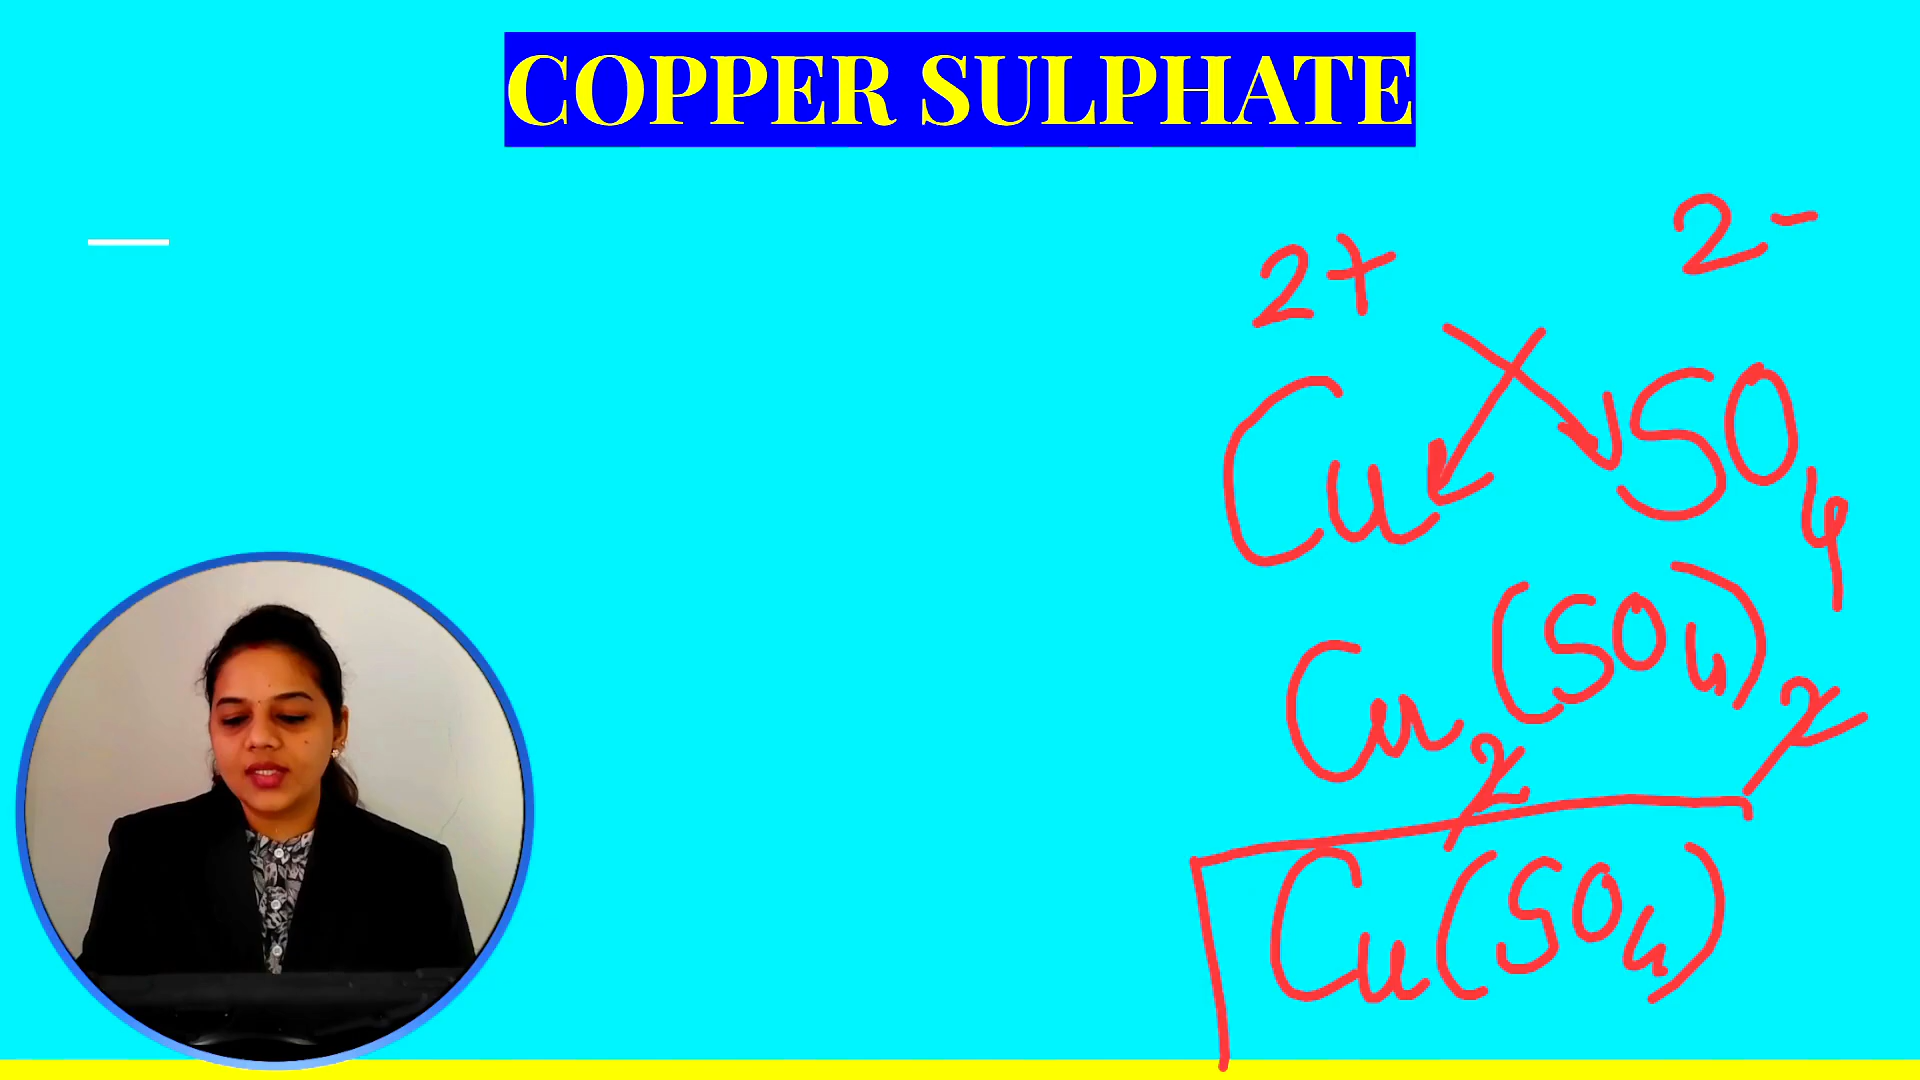 COPPER SULPHATE
2+ 2-
Cu SO4
Cu2(SO4)2
Cu(SO4)